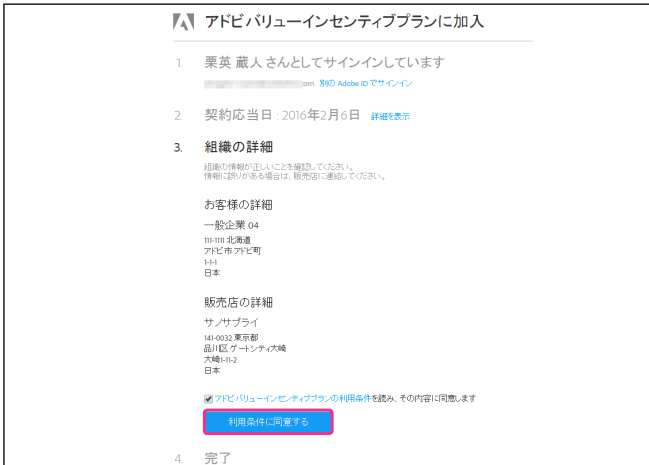 アドビ バリューインセンティブプランに加入
1. 栗英 蔵人 さんとしてサインインしています
com 別の Adobe ID でサインイン
2. 契約応当日 : 2016年2月6日 詳細を表示
3. 組織の詳細
組織の情報が正しいことを確認してください。
情報に誤りがある場合は、販売店に連絡してください。
お客様の詳細
一般企業 04
111-1111 北海道
アドビ市 アドビ町
1-1-1
日本
販売店の詳細
サノサプライ
141-0032 東京都
品川区 ゲートシティ大崎
大崎1-11-2
日本
アドビ バリューインセンティブプランの利用条件を読み、その内容に同意します
利用条件に同意する
4. 完了